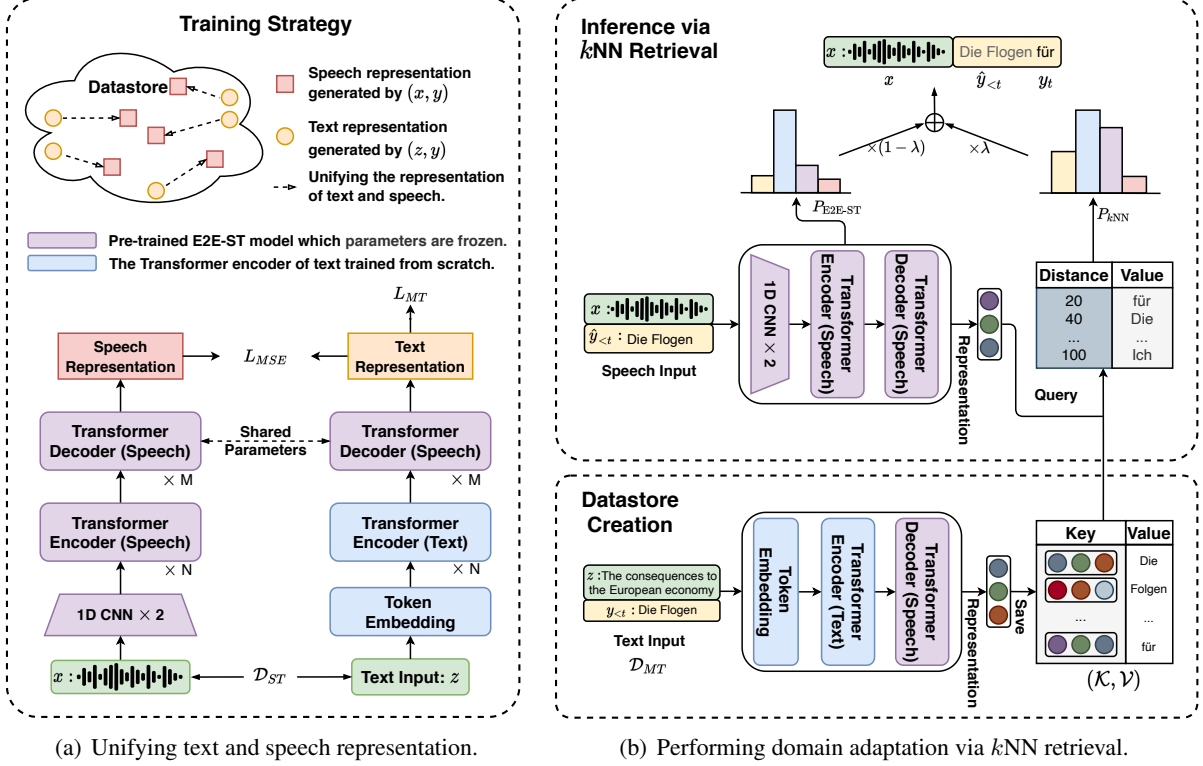 Training Strategy
Datastore
Speech representation
generated by (x, y)
Text representation
generated by (z, y)
Unifying the representation
of text and speech.
Pre-trained E2E-ST model which parameters are frozen.
The Transformer encoder of text trained from scratch.
L_MT
Speech
Representation
L_MSE
Text
Representation
Transformer
Decoder (Speech)
× M
Shared
Parameters
Transformer
Decoder (Speech)
× M
Transformer
Encoder (Speech)
× N
Transformer
Encoder (Text)
× N
1D CNN × 2
Token
Embedding
x :
D_ST
Text Input: z
(a) Unifying text and speech representation.
Inference via
kNN Retrieval
x :
Die Flogen für
x
ŷ<t
y_t
×(1 − λ)
×λ
P_E2E-ST
P_kNN
x :
ŷ<t : Die Flogen
Speech Input
1D CNN × 2
Transformer
Encoder (Speech)
Transformer
Decoder (Speech)
Representation
Distance Value
20 für
40 Die
... ...
100 Ich
Query
Datastore
Creation
z :The consequences to
the European economy
y<t : Die Flogen
Text Input
D_MT
Token
Embedding
Transformer
Encoder (Text)
Transformer
Decoder (Speech)
Representation
Save
Key Value
Die
Folgen
... ...
für
(K, V)
(b) Performing domain adaptation via kNN retrieval.